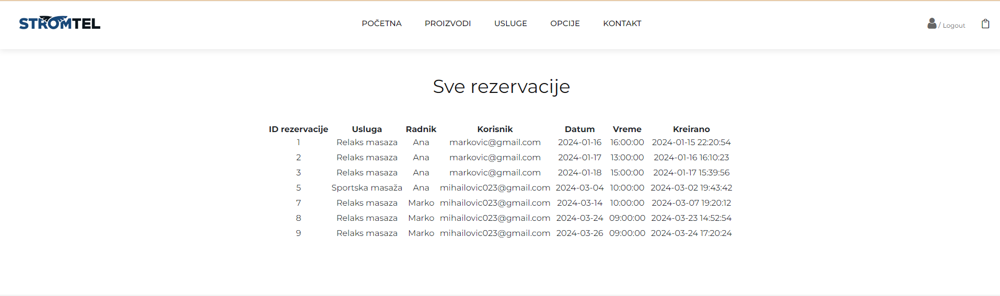 STROMTEL POČETNA PROIZVODI USLUGE OPCIJE KONTAKT / Logout
Sve rezervacije
ID rezervacije Usluga Radnik Korisnik Datum Vreme Kreirano
1 Relaks masaza Ana markovic@gmail.com 2024-01-16 16:00:00 2024-01-15 22:20:54
2 Relaks masaza Ana markovic@gmail.com 2024-01-17 13:00:00 2024-01-16 16:10:23
3 Relaks masaza Ana markovic@gmail.com 2024-01-18 15:00:00 2024-01-17 15:39:56
5 Sportska masaža Ana mihailovic023@gmail.com 2024-03-04 10:00:00 2024-03-02 19:43:42
7 Relaks masaza Marko mihailovic023@gmail.com 2024-03-14 10:00:00 2024-03-07 19:20:12
8 Relaks masaza Marko mihailovic023@gmail.com 2024-03-24 09:00:00 2024-03-23 14:52:54
9 Relaks masaza Marko mihailovic023@gmail.com 2024-03-26 09:00:00 2024-03-24 17:20:24